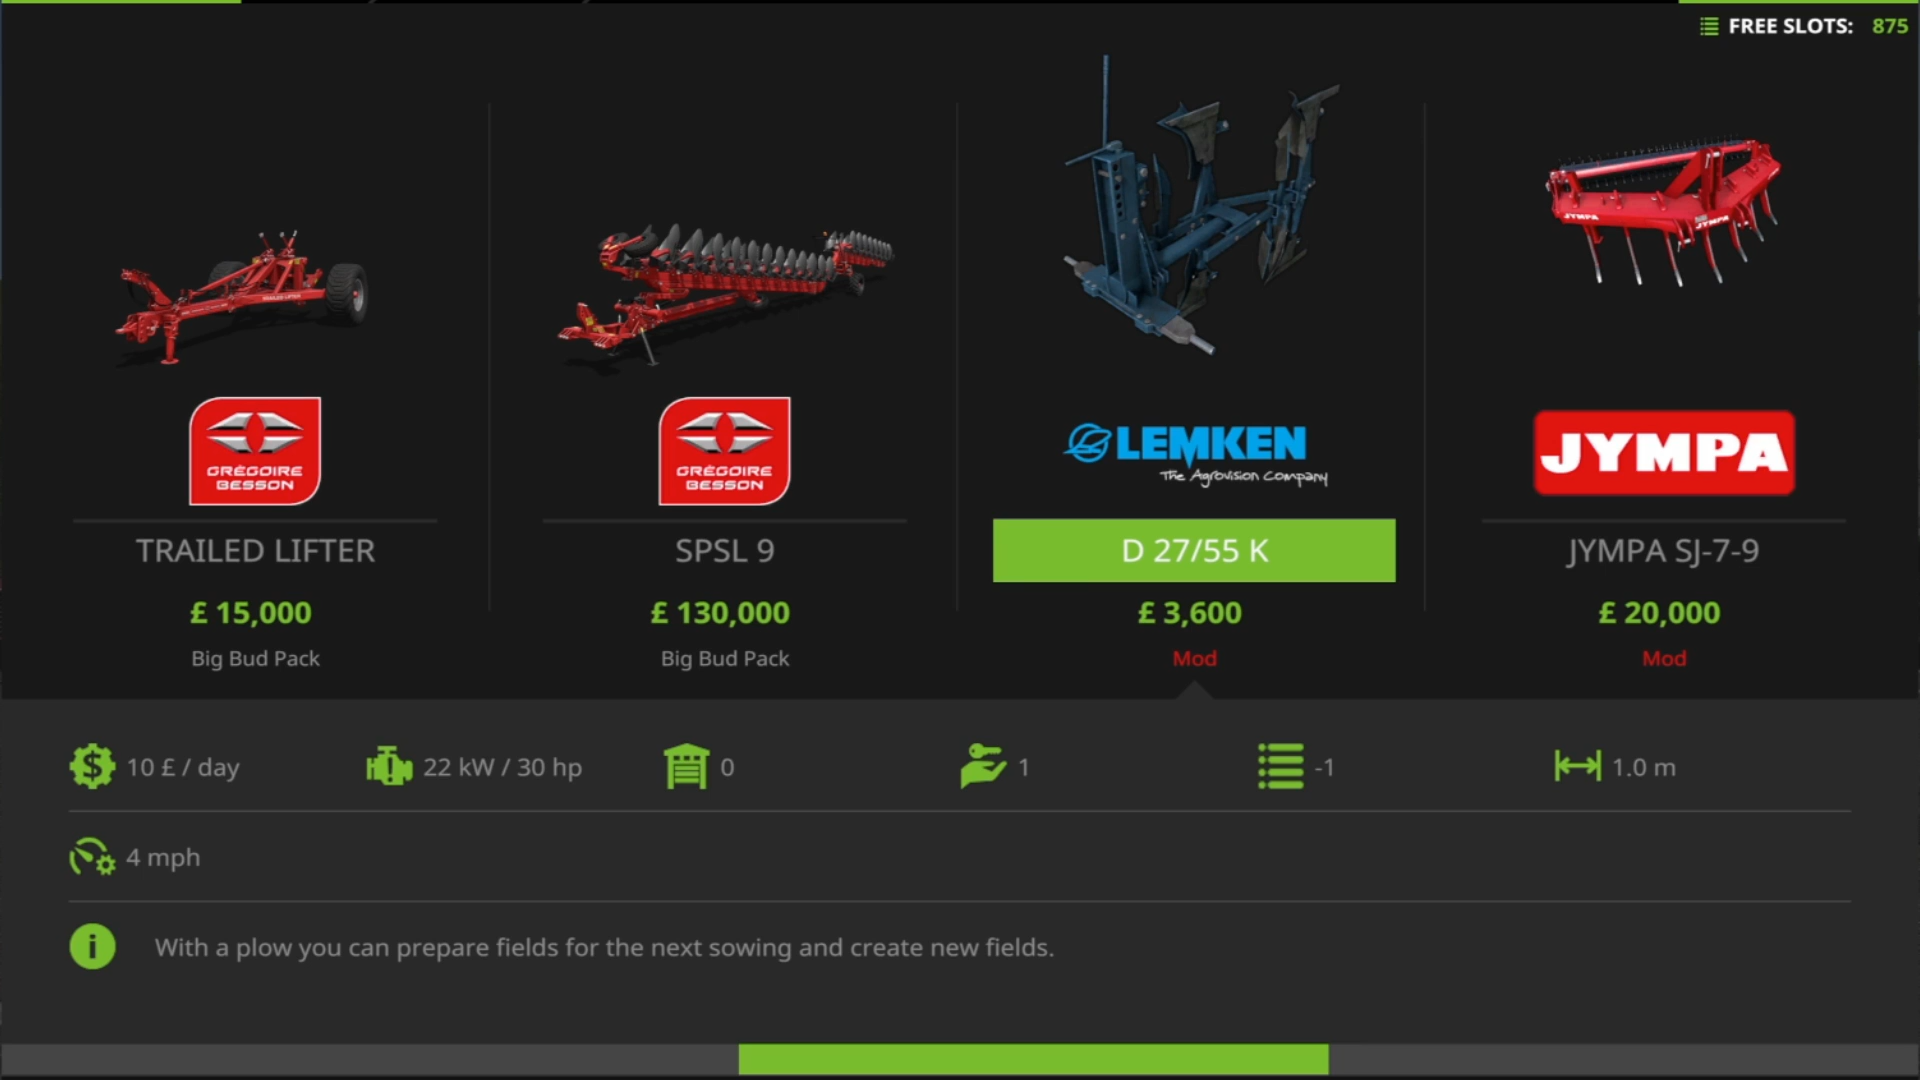 FREE SLOTS: 875
GRÉGOIRE
BESSON
GRÉGOIRE
BESSON
LEMKEN
The Agrovision Company
JYMPA
TRAILED LIFTER
SPSL 9
D 27/55 K
JYMPA SJ-7-9
£ 15,000
£ 130,000
£ 3,600
£ 20,000
Big Bud Pack
Big Bud Pack
Mod
Mod
10 £ / day
22 kW / 30 hp
0
1
-1
1.0 m
4 mph
With a plow you can prepare fields for the next sowing and create new fields.